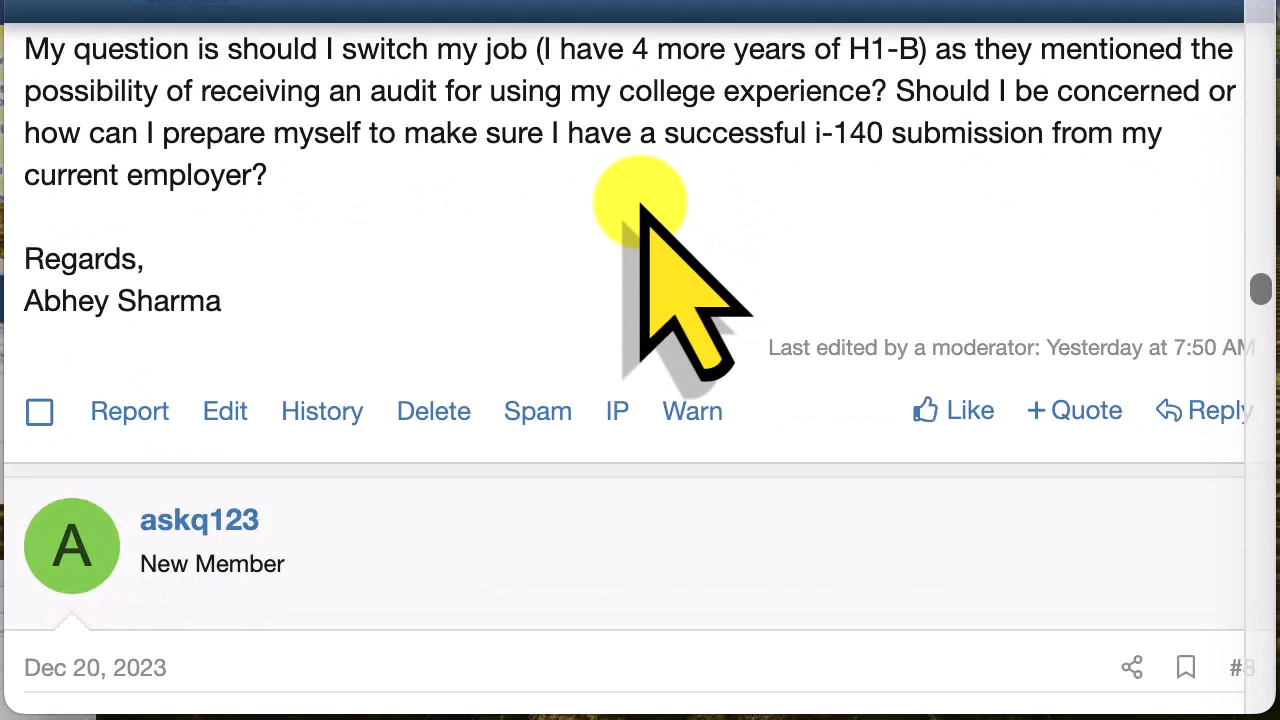 My question is should I switch my job (I have 4 more years of H1-B) as they mentioned the
possibility of receiving an audit for using my college experience? Should I be concerned or
how can I prepare myself to make sure I have a successful i-140 submission from my
current employer?
Regards,
Abhey Sharma
Last edited by a moderator: Yesterday at 7:50 AM
Report Edit History Delete Spam IP Warn Like + Quote Reply
A
askq123
New Member
Dec 20, 2023 #8